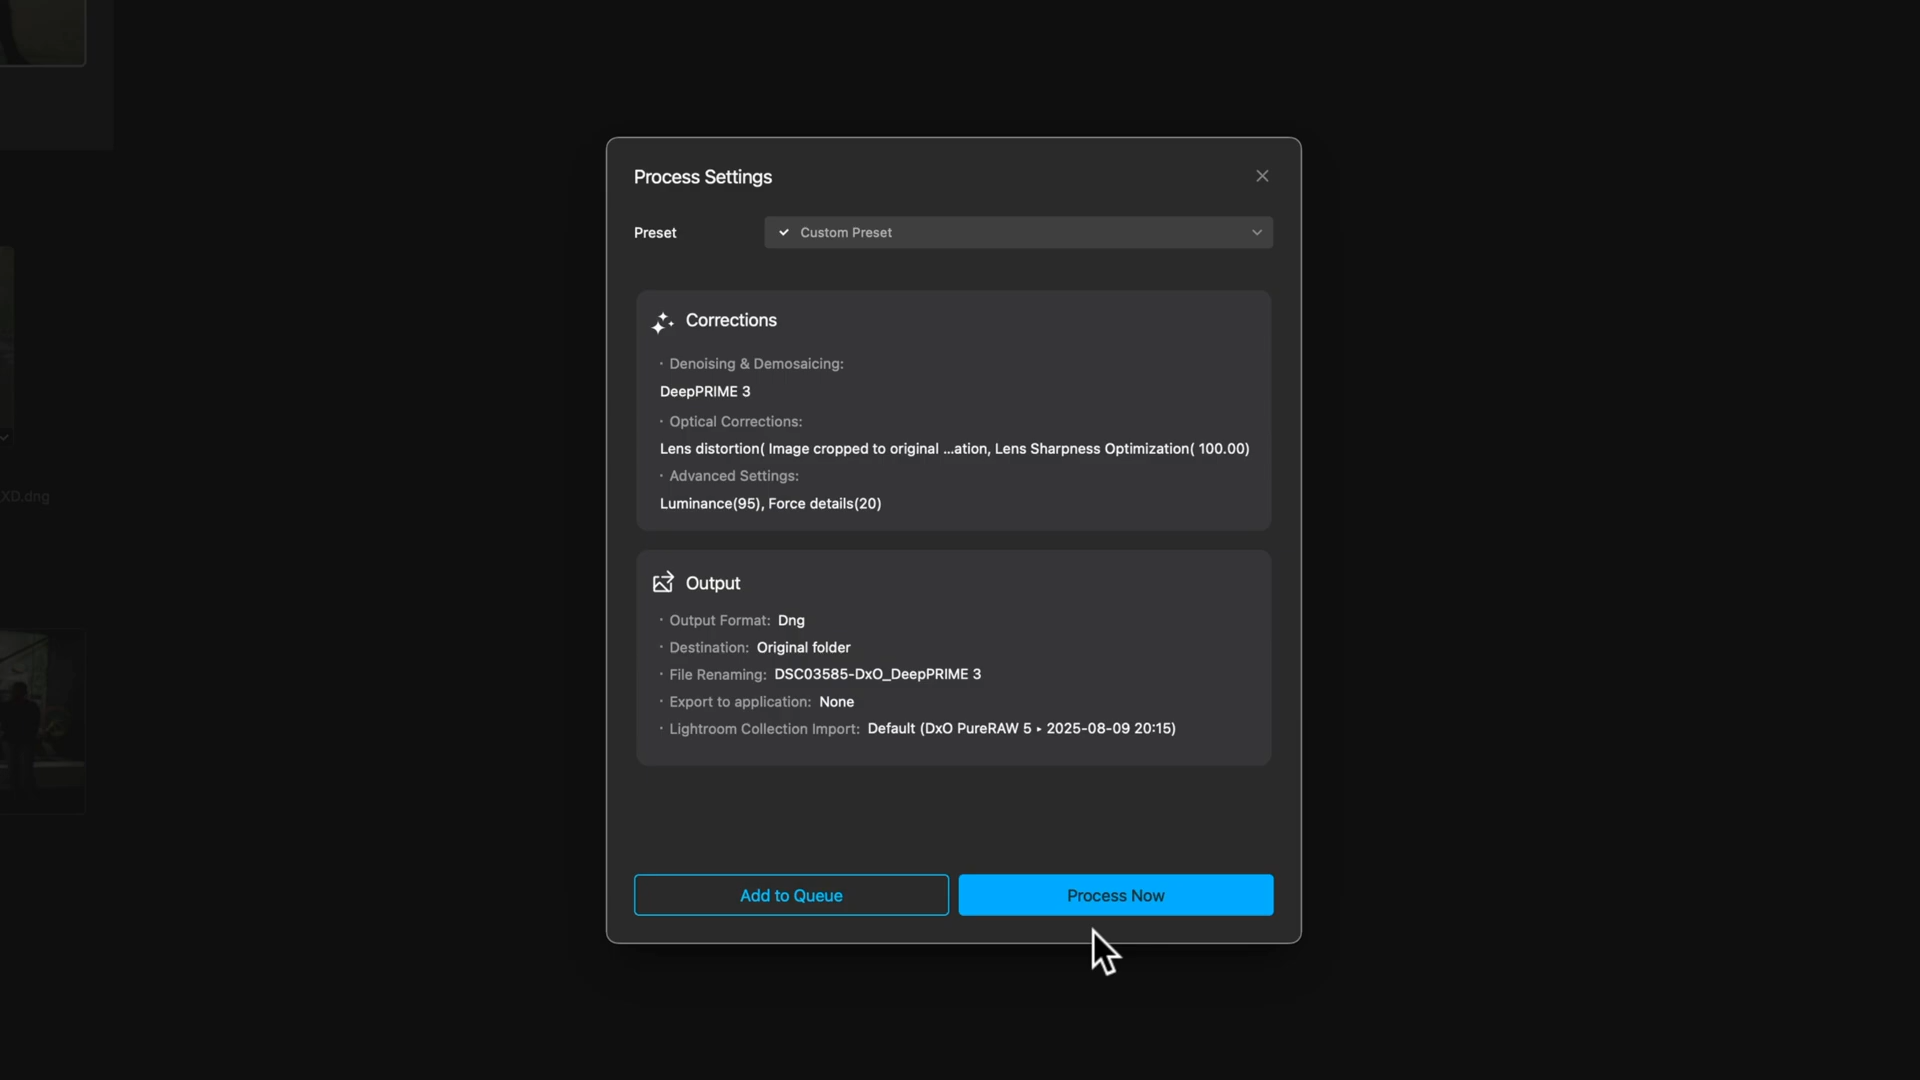 Process Settings
Preset
Custom Preset
Corrections
· Denoising & Demosaicing:
DeepPRIME 3
· Optical Corrections:
Lens distortion( Image cropped to original ...ation, Lens Sharpness Optimization( 100.00)
· Advanced Settings:
XD.dng
Luminance(95), Force details(20)
Output
· Output Format: Dng
· Destination: Original folder
· File Renaming: DSC03585-DxO_DeepPRIME 3
· Export to application: None
· Lightroom Collection Import: Default (DxO PureRAW 5 ▸ 2025-08-09 20:15)
Add to Queue
Process Now